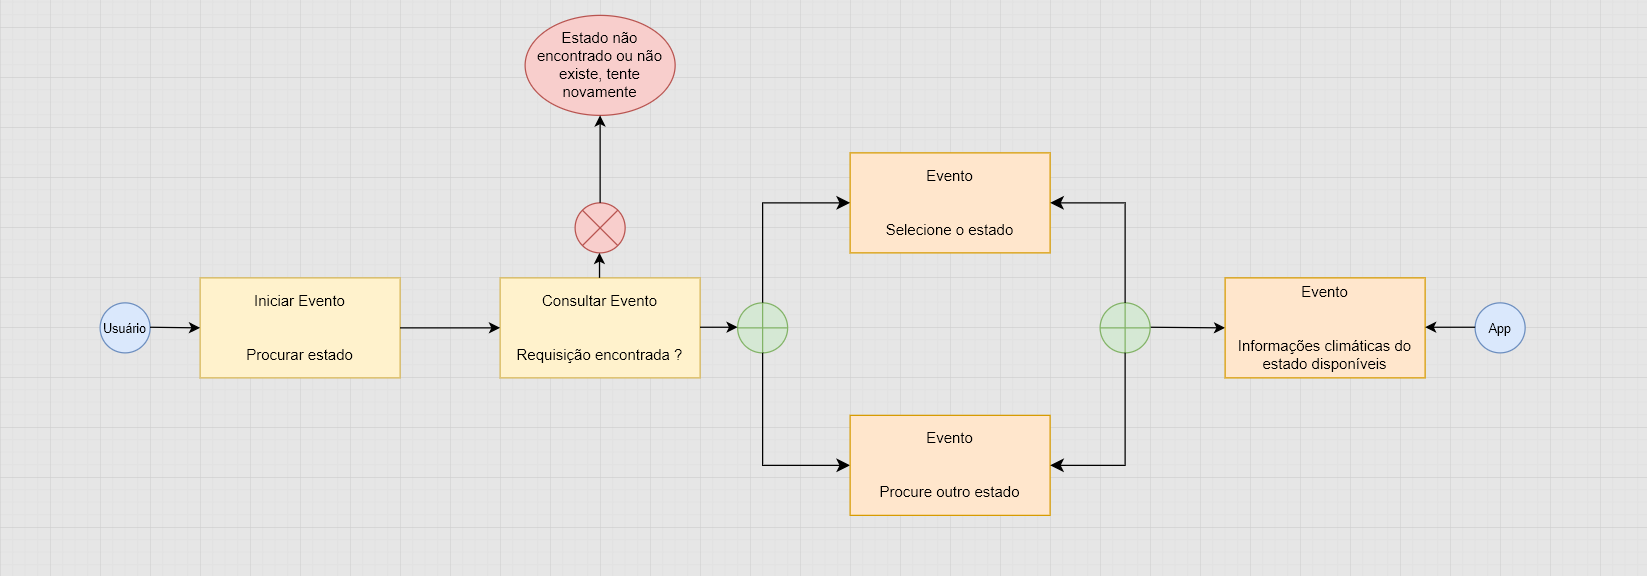 Estado não
encontrado ou não
existe, tente
novamente
Usuário
Iniciar Evento
Procurar estado
Consultar Evento
Requisição encontrada ?
Evento
Selecione o estado
Evento
Procure outro estado
Evento
Informações climáticas do
estado disponíveis
App